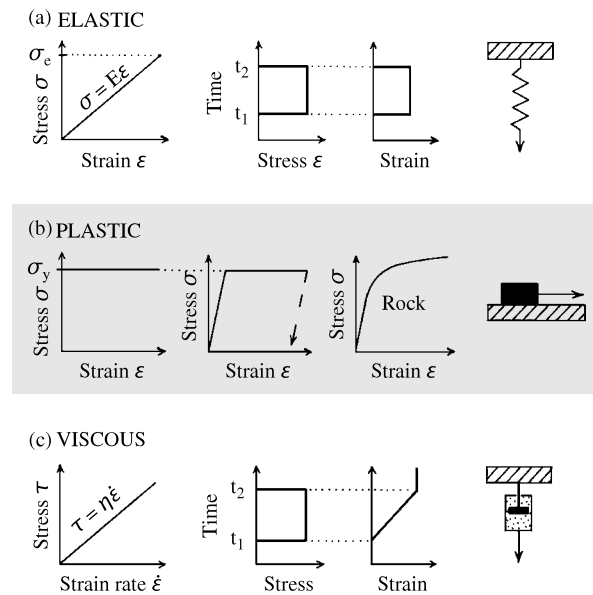 (a) ELASTIC
σe
σ = Eε
Stress σ
Strain ε
Time
t2
t1
Stress ε
Strain
(b) PLASTIC
σy
Stress σ
Strain ε
Stress σ
Strain ε
Stress σ
Rock
Strain ε
(c) VISCOUS
Stress τ
τ = ηε̇
Strain rate ε̇
Time
t2
t1
Stress
Strain